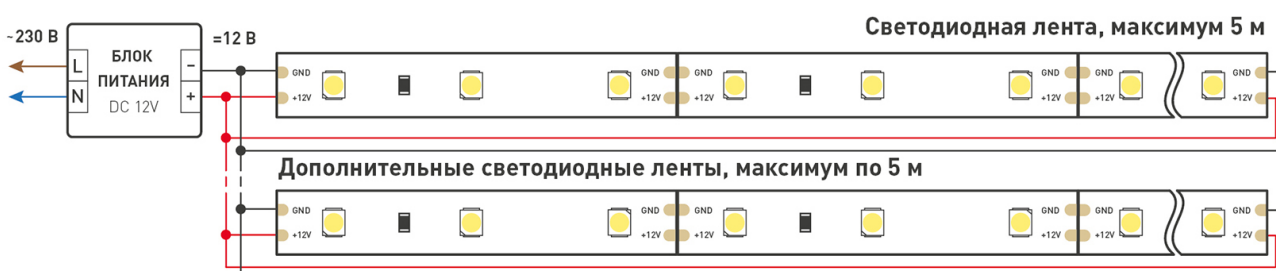 Светодиодная лента, максимум 5 м
~230 В
БЛОК
ПИТАНИЯ
DC 12V
L
N
=12 В
−
+
GND GND GND GND GND GND
+12V +12V +12V +12V +12V +12V
Дополнительные светодиодные ленты, максимум по 5 м
GND GND GND GND GND GND
+12V +12V +12V +12V +12V +12V